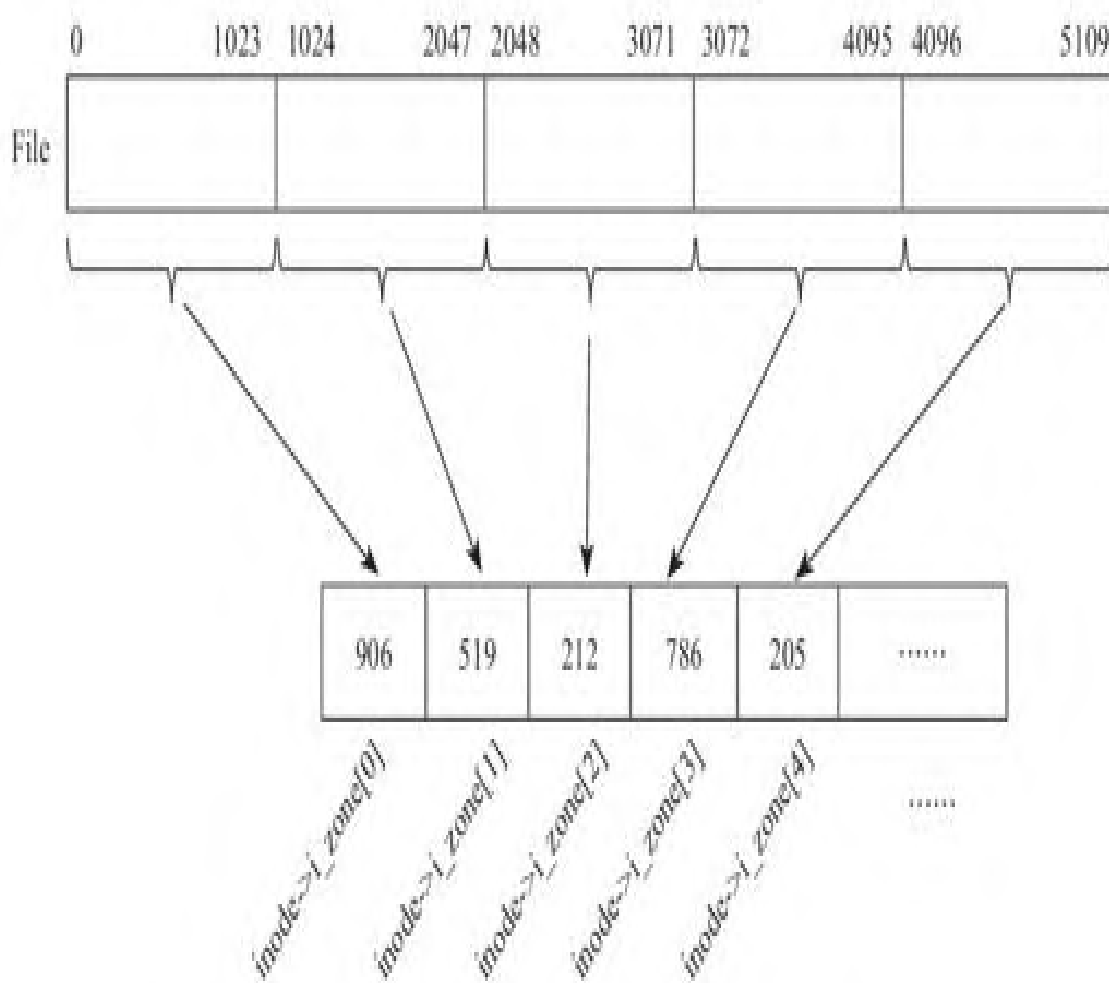 0 1023 1024 2047 2048 3071 3072 4095 4096 5109
File
906 519 212 786 205 ......
inode->i_zone[0]
inode->i_zone[1]
inode->i_zone[2]
inode->i_zone[3]
inode->i_zone[4]
......